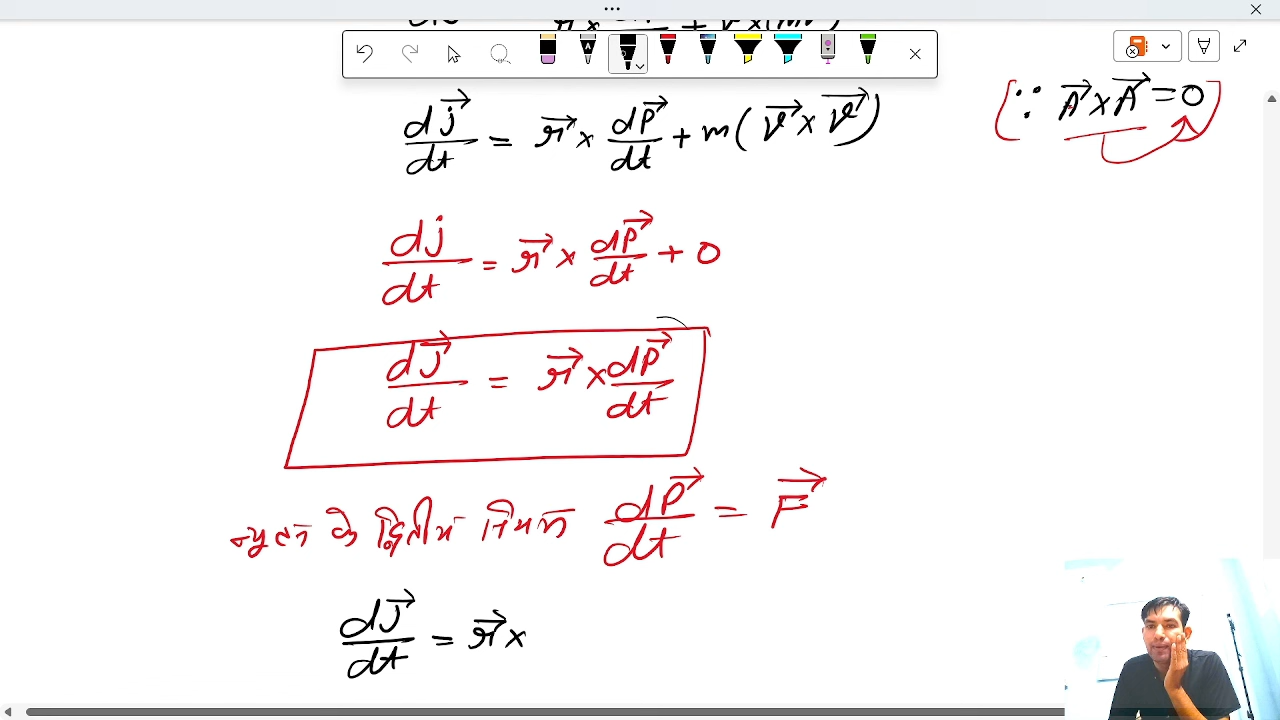 (∵ A⃗ × A⃗ = 0)
dj⃗/dt = r⃗ × dP⃗/dt + m(v⃗ × v⃗)
dj/dt = r⃗ × dP⃗/dt + 0
dJ⃗/dt = r⃗ × dP⃗/dt
न्युतन के द्वितीय नियम dP⃗/dt = F⃗
dJ⃗/dt = r⃗ ×